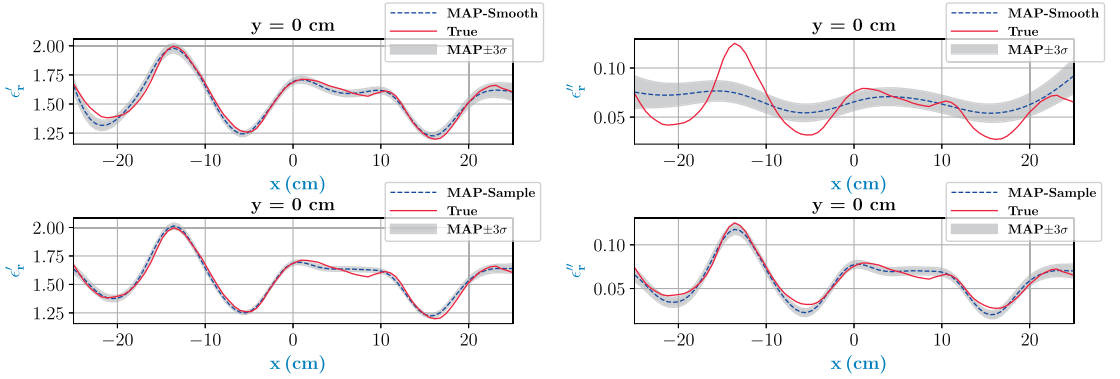 y = 0 cm
MAP-Smooth
True
MAP±3σ
ϵ′r
2.00
1.75
1.50
1.25
−20 −10 0 10 20
x (cm)
y = 0 cm
MAP-Smooth
True
MAP±3σ
ϵ″r
0.10
0.05
−20 −10 0 10 20
x (cm)
y = 0 cm
MAP-Sample
True
MAP±3σ
ϵ′r
2.00
1.75
1.50
1.25
−20 −10 0 10 20
x (cm)
y = 0 cm
MAP-Sample
True
MAP±3σ
ϵ″r
0.10
0.05
−20 −10 0 10 20
x (cm)